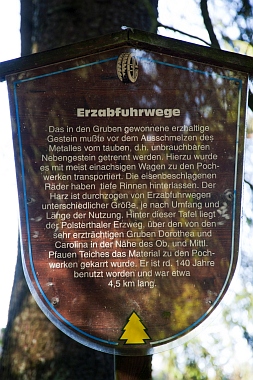 Erzabfuhrwege
Das in den Gruben gewonnene erzhaltige
Gestein mußte vor dem Ausschmelzen des
Metalles vom tauben, d.h. unbrauchbaren
Nebengestein getrennt werden. Hierzu wurde
es mit meist einachsigen Wagen zu den Poch-
werken transportiert. Die eisenbeschlagenen
Räder haben tiefe Rinnen hinterlassen. Der
Harz ist durchzogen von Erzabfuhrwegen
unterschiedlicher Größe, je nach Umfang und
Länge der Nutzung. Hinter dieser Tafel liegt
der Polsterthaler Erzweg, über den von den
sehr erzträchtigen Gruben Dorothea und
Carolina in der Nähe des Ob. und Mittl.
Pfauen Teiches das Material zu den Poch-
werken gekarrt wurde. Er ist rd. 140 Jahre
benutzt worden und war etwa
4,5 km lang.